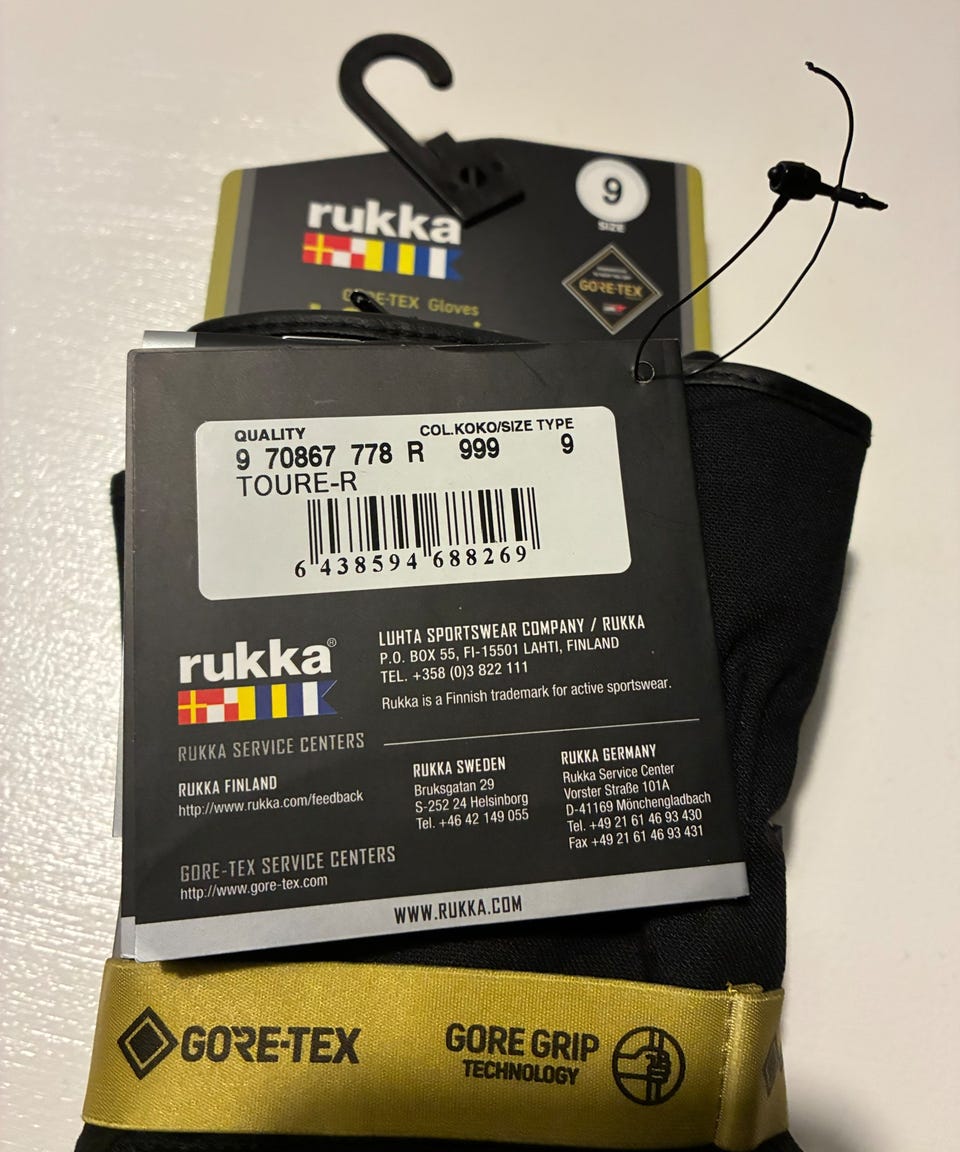 9
SIZE
rukka
GORE-TEX
GORE-TEX Gloves
QUALITY COL.KOKO/SIZE TYPE
9 70867 778 R 999 9
TOURE-R
6 438594 688269
rukka®
LUHTA SPORTSWEAR COMPANY / RUKKA
P.O. BOX 55, FI-15501 LAHTI, FINLAND
TEL. +358 (0)3 822 111
Rukka is a Finnish trademark for active sportswear.
RUKKA SERVICE CENTERS
RUKKA FINLAND
http://www.rukka.com/feedback
RUKKA SWEDEN
Bruksgatan 29
S-252 24 Helsinborg
Tel. +46 42 149 055
RUKKA GERMANY
Rukka Service Center
Vorster Straße 101A
D-41169 Mönchengladbach
Tel. +49 21 61 46 93 430
Fax +49 21 61 46 93 431
GORE-TEX SERVICE CENTERS
http://www.gore-tex.com
WWW.RUKKA.COM
GORE-TEX
GORE GRIP
TECHNOLOGY